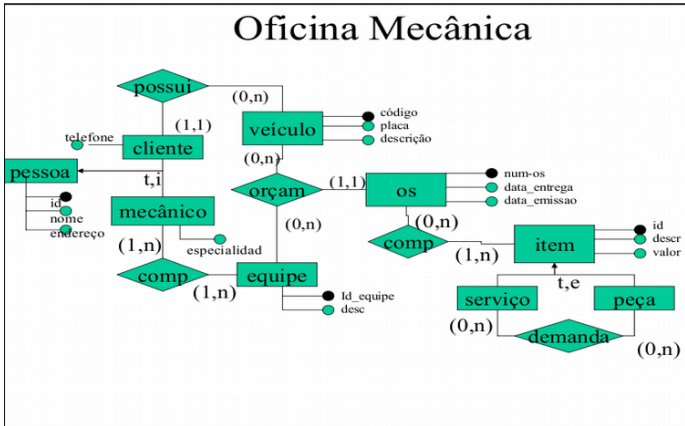 Oficina Mecânica
possui
(0,n)
código
placa
descrição
veículo
telefone
(1,1)
cliente
(0,n)
pessoa
t,i
orçam
(1,1)
os
num-os
data_entrega
data_emissao
id
nome
endereço
mecânico
(0,n)
(0,n)
comp
(1,n)
item
id
descr
valor
(1,n)
especialidad
comp
(1,n)
equipe
t,e
Id_equipe
desc
serviço
peça
(0,n)
demanda
(0,n)